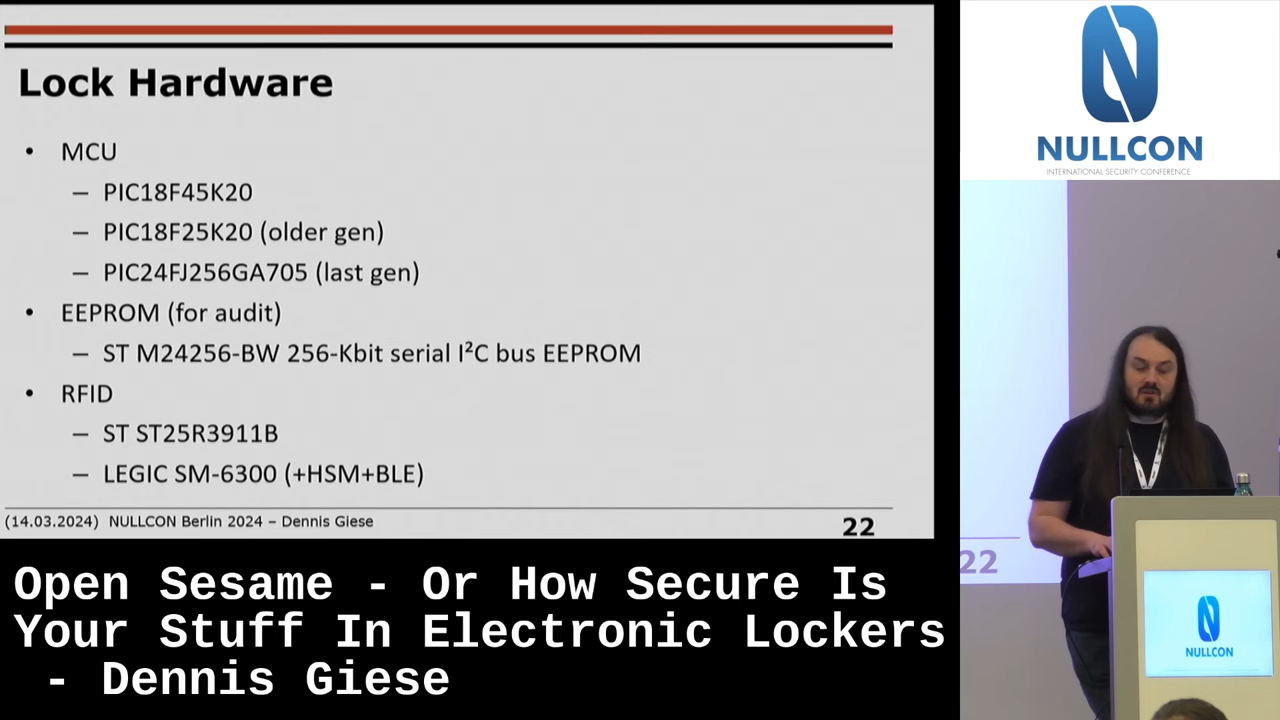 Lock Hardware
• MCU
– PIC18F45K20
– PIC18F25K20 (older gen)
– PIC24FJ256GA705 (last gen)
• EEPROM (for audit)
– ST M24256-BW 256-Kbit serial I²C bus EEPROM
• RFID
– ST ST25R3911B
– LEGIC SM-6300 (+HSM+BLE)
(14.03.2024) NULLCON Berlin 2024 – Dennis Giese
22
Open Sesame - Or How Secure Is
Your Stuff In Electronic Lockers
- Dennis Giese
NULLCON
INTERNATIONAL SECURITY CONFERENCE
22
NULLCON